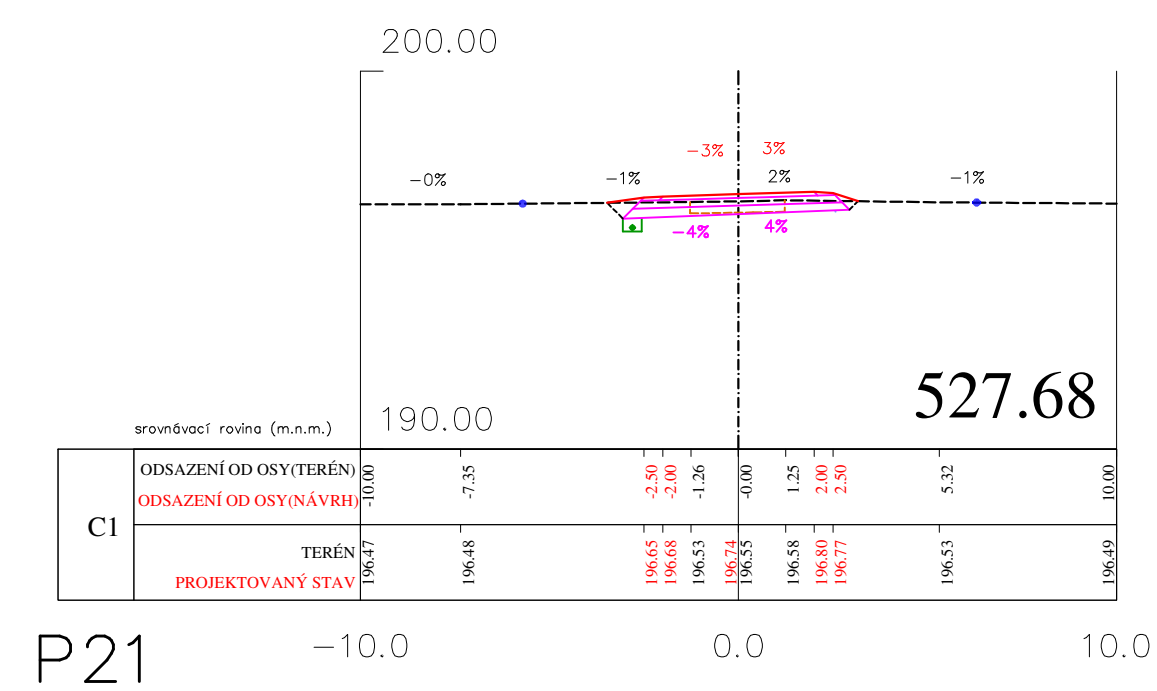 200.00
-3% 3%
-0% -1% 2% -1%
-4% 4%
527.68
190.00
srovnávací rovina (m.n.m.)
C1
ODSAZENÍ OD OSY(TERÉN)
ODSAZENÍ OD OSY(NÁVRH)
-10.00 -7.35 -2.50 -2.00 -1.26 -0.00 1.25 2.00 2.50 5.32 10.00
TERÉN
PROJEKTOVANÝ STAV
196.47 196.48 196.65 196.68 196.53 196.74 196.55 196.58 196.80 196.77 196.53 196.49
P21
-10.0 0.0 10.0